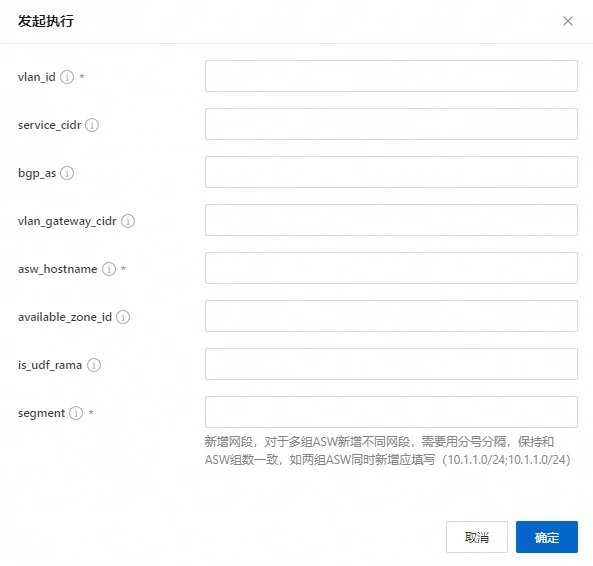 发起执行
vlan_id *
service_cidr
bgp_as
vlan_gateway_cidr
asw_hostname *
available_zone_id
is_udf_rama
segment *
新增网段，对于多组ASW新增不同网段，需要用分号分隔，保持和
ASW组数一致，如两组ASW同时新增应填写（10.1.1.0/24;10.1.1.0/24）
取消
确定